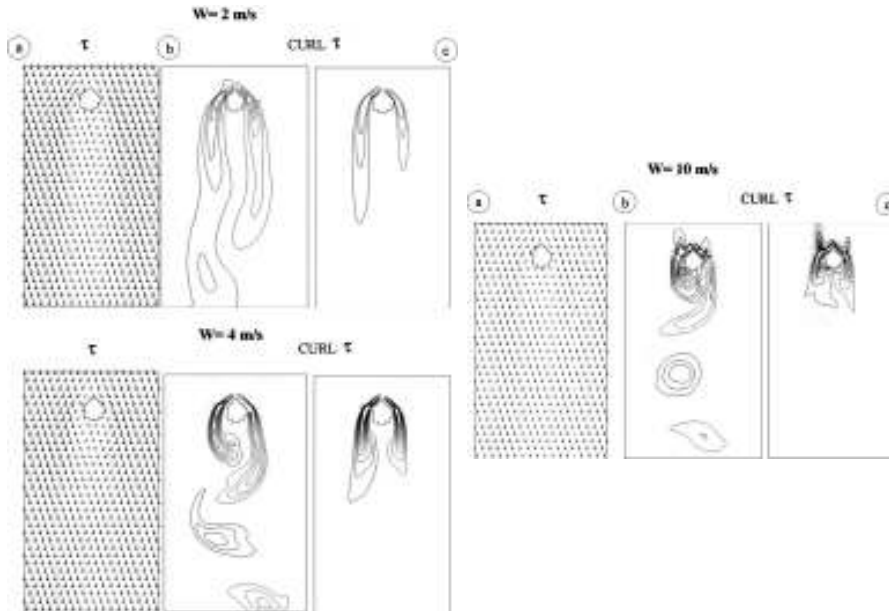 W= 2 m/s
a τ b CURL τ c
W= 4 m/s
τ CURL τ
W= 10 m/s
a τ b CURL τ